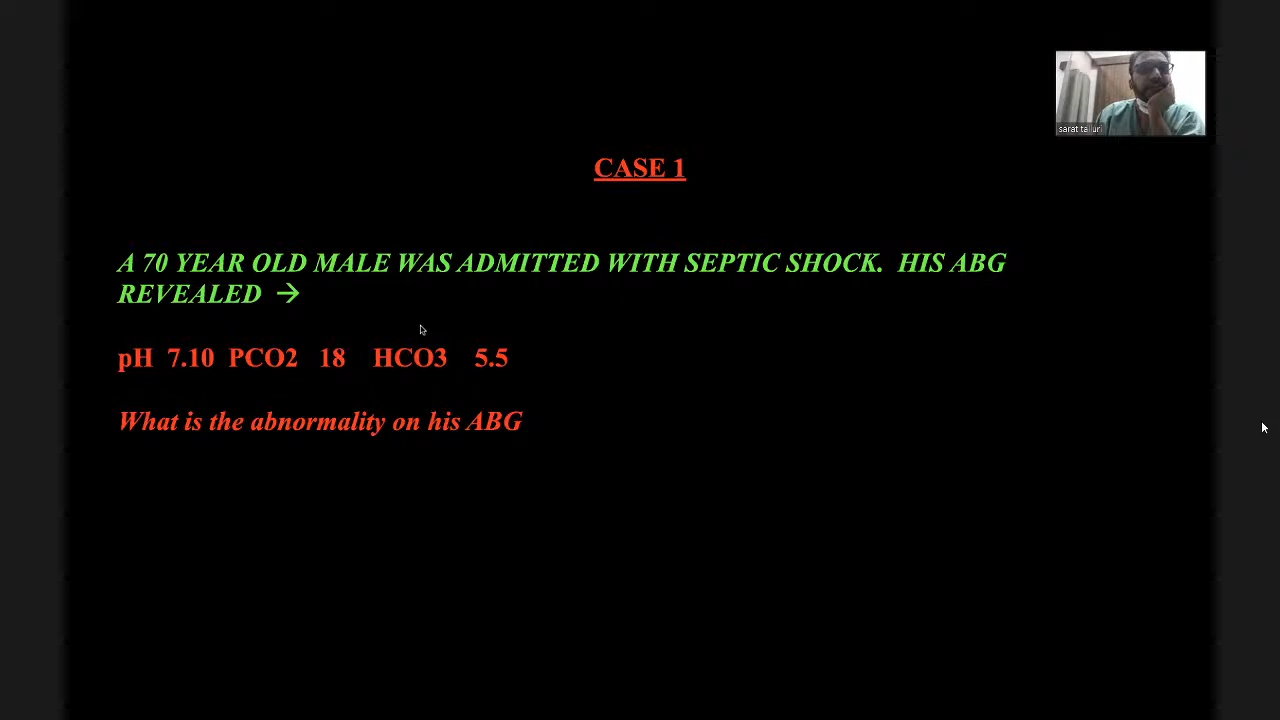 sarat talluri
CASE 1
A 70 YEAR OLD MALE WAS ADMITTED WITH SEPTIC SHOCK. HIS ABG
REVEALED →
pH 7.10 PCO2 18 HCO3 5.5
What is the abnormality on his ABG